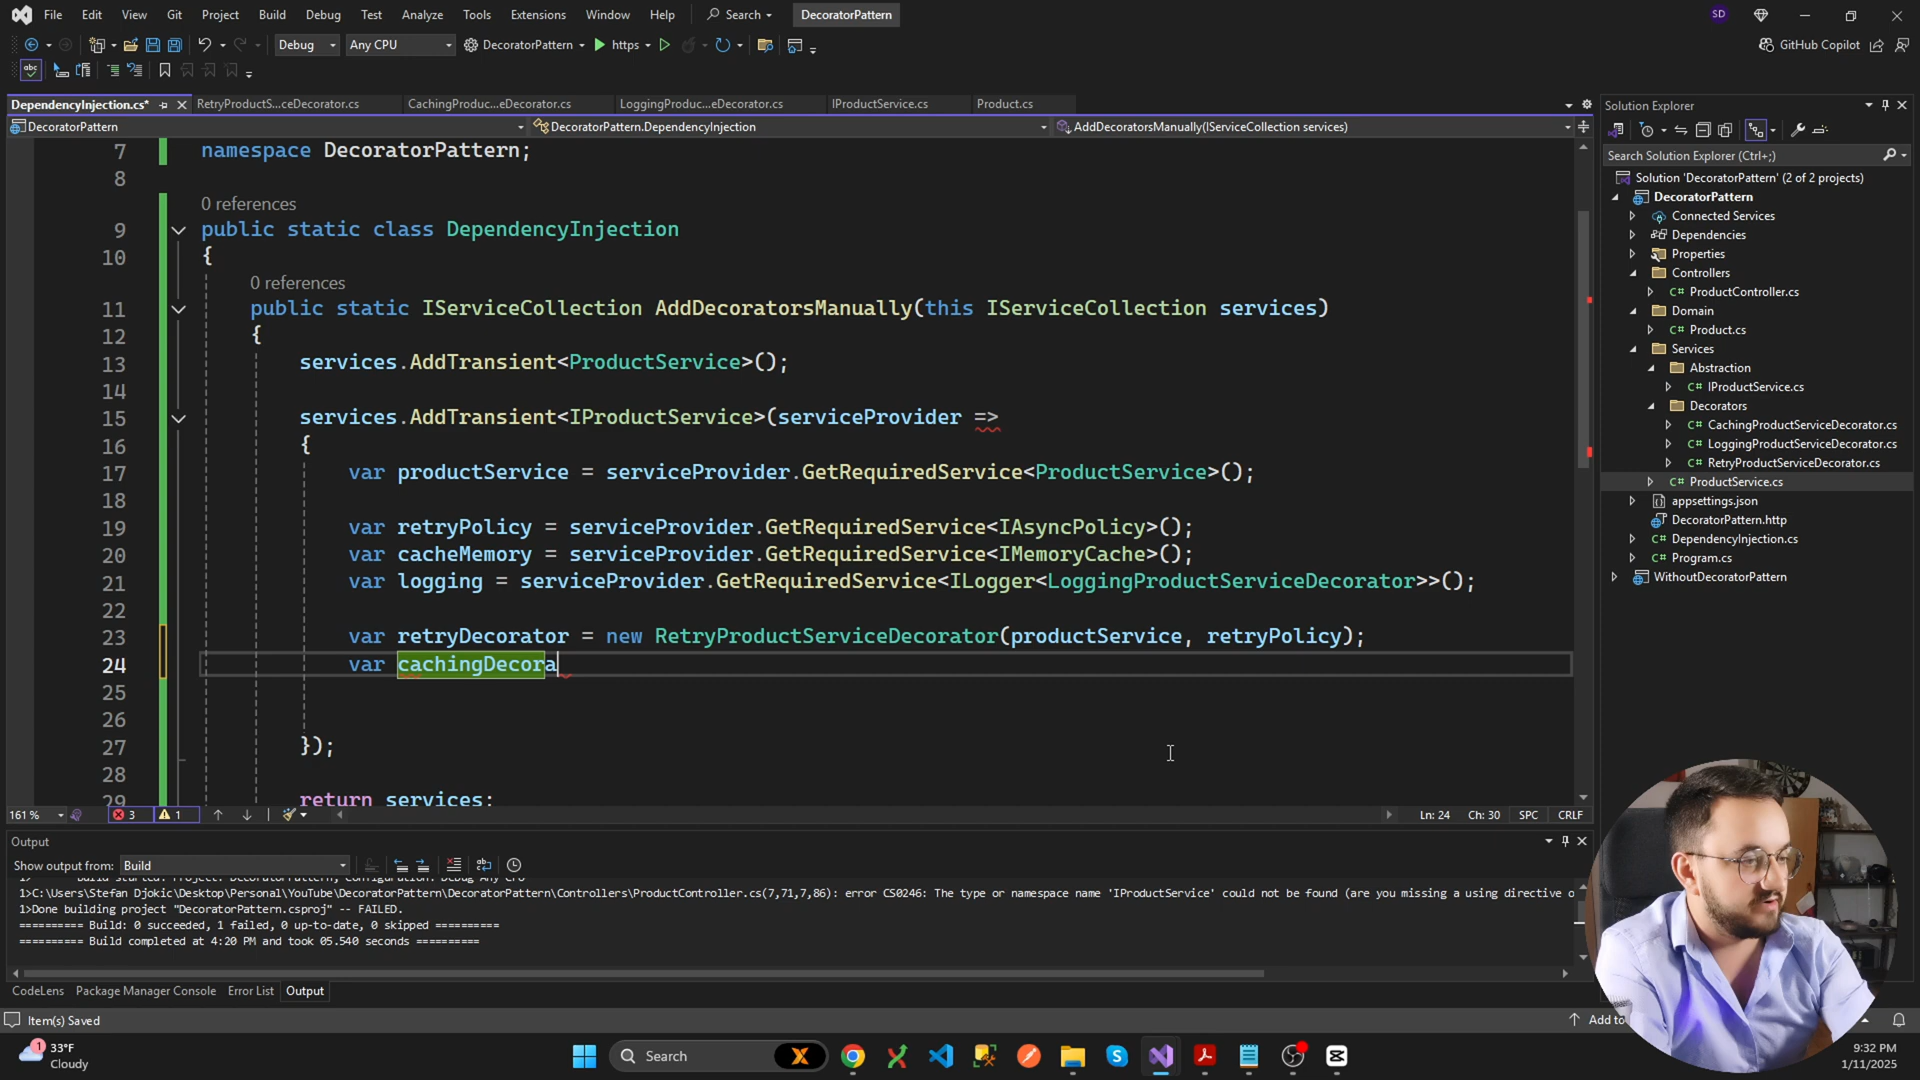 File Edit View Git Project Build Debug Test Analyze Tools Extensions Window Help Search DecoratorPattern SD
Debug Any CPU DecoratorPattern https GitHub Copilot
abc
DependencyInjection.cs* RetryProductS...ceDecorator.cs CachingProduc...eDecorator.cs LoggingProduc...eDecorator.cs IProductService.cs Product.cs
DecoratorPattern DecoratorPattern.DependencyInjection AddDecoratorsManually(IServiceCollection services)
7 namespace DecoratorPattern;
8
0 references
9 public static class DependencyInjection
10 {
0 references
11 public static IServiceCollection AddDecoratorsManually(this IServiceCollection services)
12 {
13 services.AddTransient<ProductService>();
14
15 services.AddTransient<IProductService>(serviceProvider =>
16 {
17 var productService = serviceProvider.GetRequiredService<ProductService>();
18
19 var retryPolicy = serviceProvider.GetRequiredService<IAsyncPolicy>();
20 var cacheMemory = serviceProvider.GetRequiredService<IMemoryCache>();
21 var logging = serviceProvider.GetRequiredService<ILogger<LoggingProductServiceDecorator>>();
22
23 var retryDecorator = new RetryProductServiceDecorator(productService, retryPolicy);
24 var cachingDecora
25
26
27 });
28
29 return services;
161 % 3 1 Ln: 24 Ch: 30 SPC CRLF
Solution Explorer
Search Solution Explorer (Ctrl+;)
Solution 'DecoratorPattern' (2 of 2 projects)
DecoratorPattern
Connected Services
Dependencies
Properties
Controllers
C# ProductController.cs
Domain
C# Product.cs
Services
Abstraction
C# IProductService.cs
Decorators
C# CachingProductServiceDecorator.cs
C# LoggingProductServiceDecorator.cs
C# RetryProductServiceDecorator.cs
C# ProductService.cs
appsettings.json
DecoratorPattern.http
C# DependencyInjection.cs
C# Program.cs
WithoutDecoratorPattern
Output
Show output from: Build
1>C:\Users\Stefan Djokic\Desktop\Personal\YouTube\DecoratorPattern\DecoratorPattern\Controllers\ProductController.cs(7,71,7,86): error CS0246: The type or namespace name 'IProductService' could not be found (are you missing a using directive o
1>Done building project "DecoratorPattern.csproj" -- FAILED.
========== Build: 0 succeeded, 1 failed, 0 up-to-date, 0 skipped ==========
========== Build completed at 4:20 PM and took 05.540 seconds ==========
CodeLens Package Manager Console Error List Output
Item(s) Saved Add to
1 33°F
Cloudy
Search
9:32 PM
1/11/2025